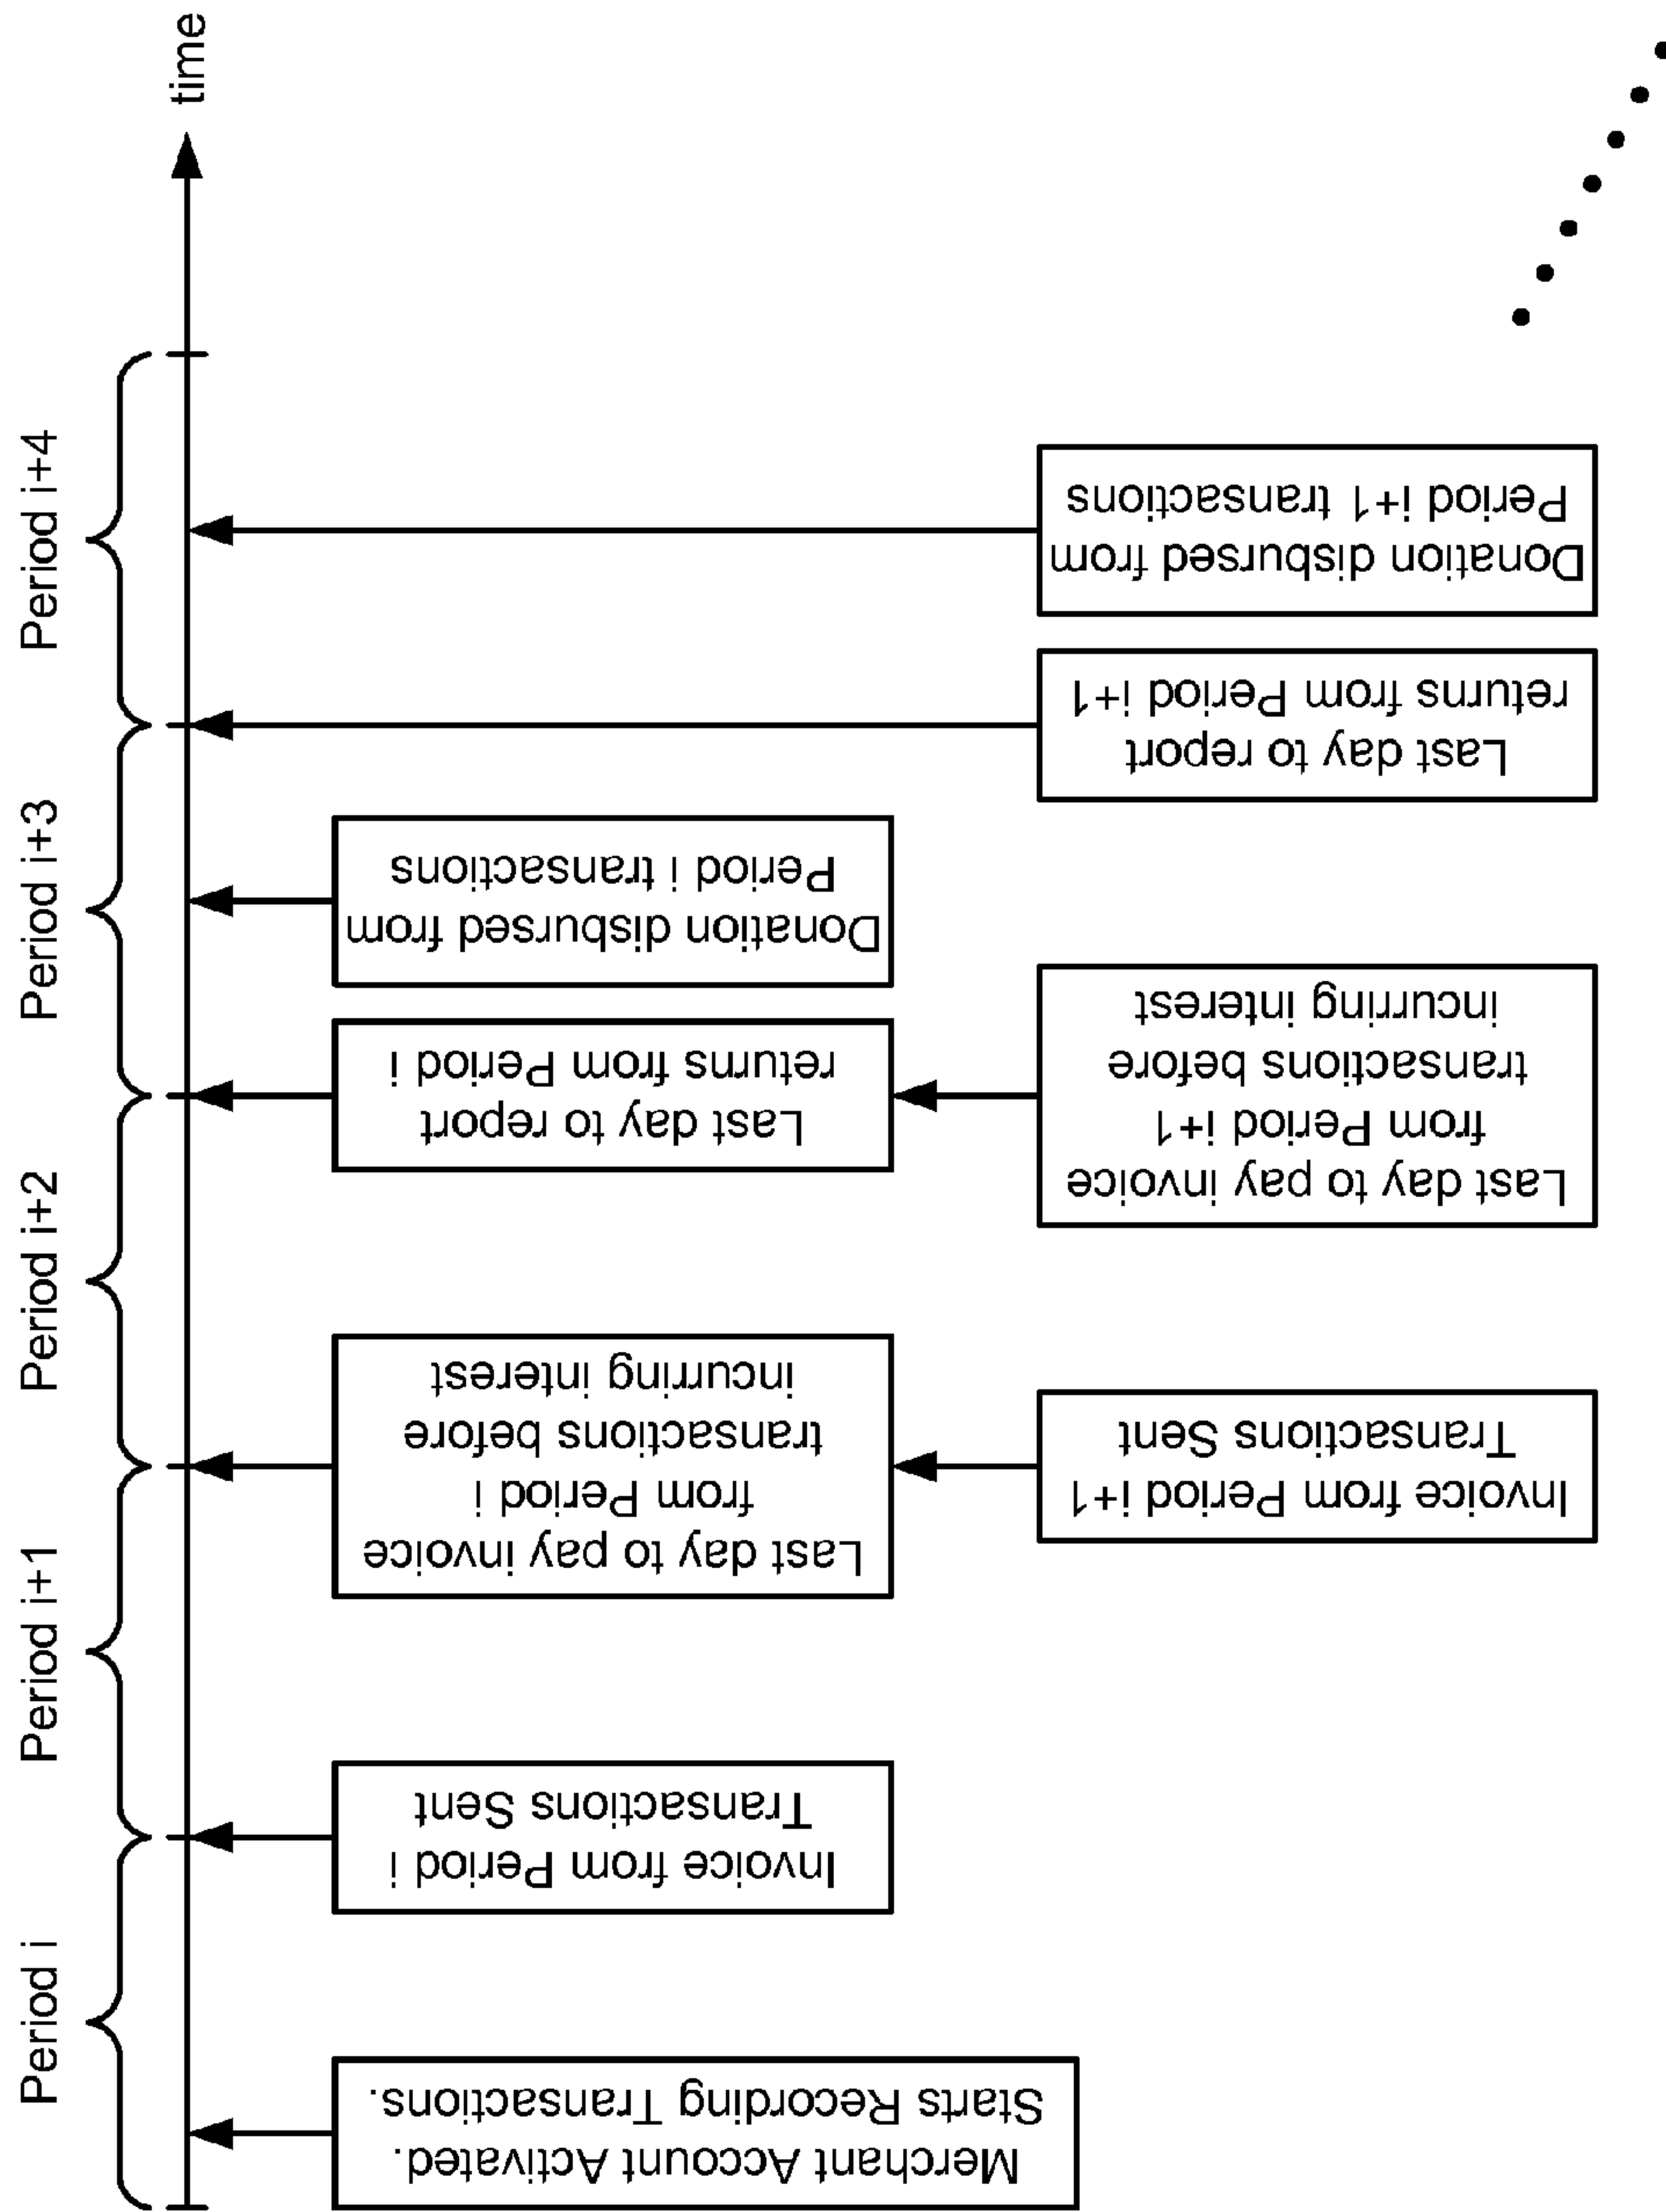 Period i
Period i+1
Period i+2
Period i+3
Period i+4
time
Merchant Account Activated.
Starts Recording Transactions.
Invoice from Period i
Transactions Sent
Last day to pay invoice
from Period i
transactions before
incurring interest
Last day to report
returns from Period i
Donation disbursed from
Period i transactions
Invoice from Period i+1
Transactions Sent
Last day to pay invoice
from Period i+1
transactions before
incurring interest
Last day to report
returns from Period i+1
Donation disbursed from
Period i+1 transactions